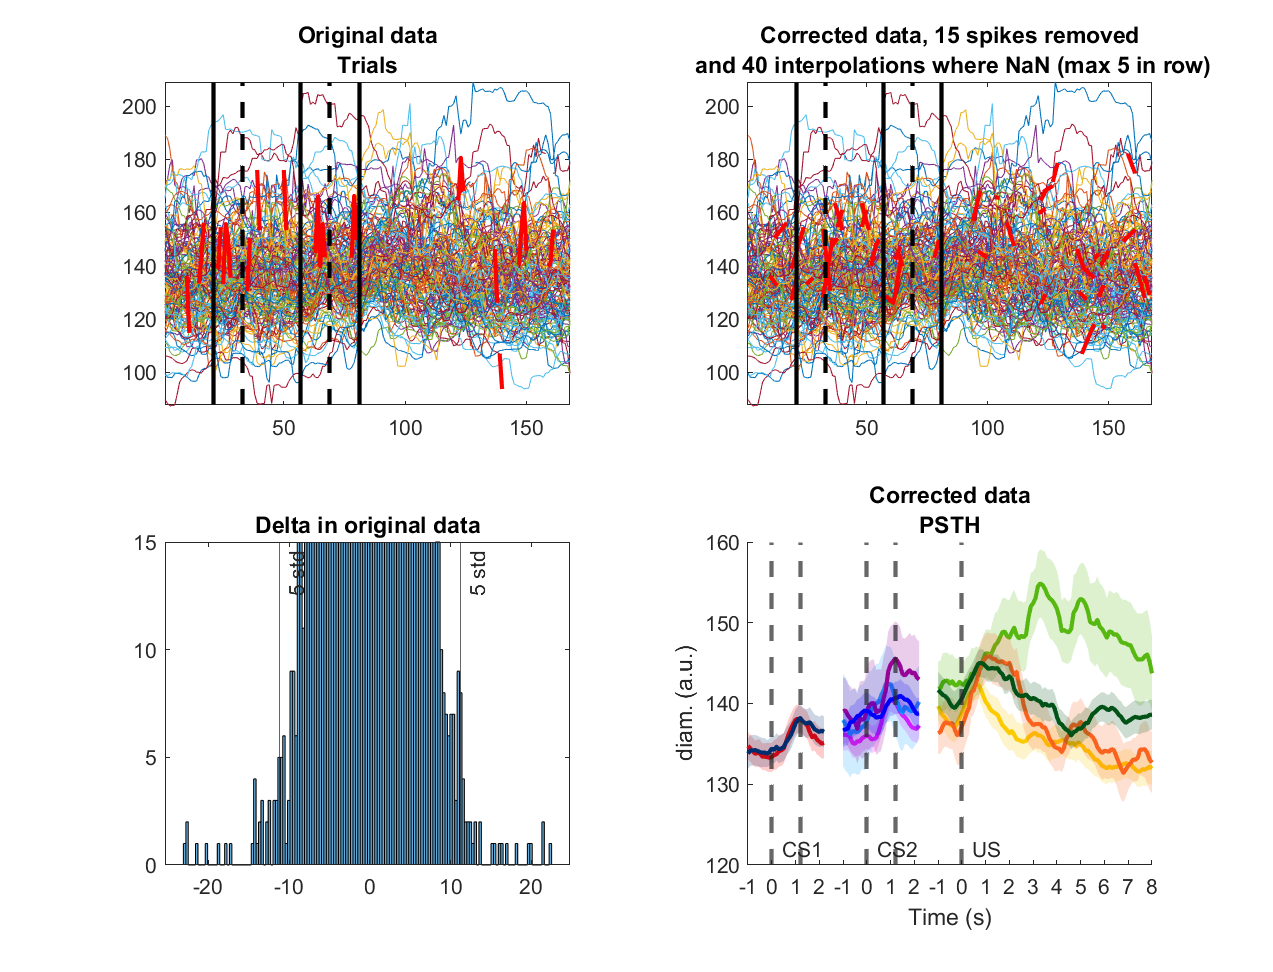 Original data
Trials
200
180
160
140
120
100
50
100
150
Corrected data, 15 spikes removed
and 40 interpolations where NaN (max 5 in row)
200
180
160
140
120
100
50
100
150
Delta in original data
15
10
5
0
5 std
5 std
-20
-10
0
10
20
Corrected data
PSTH
160
150
140
130
120
diam. (a.u.)
CS1
CS2
US
-1 0 1 2 -1 0 1 2 -1 0 1 2 3 4 5 6 7 8
Time (s)